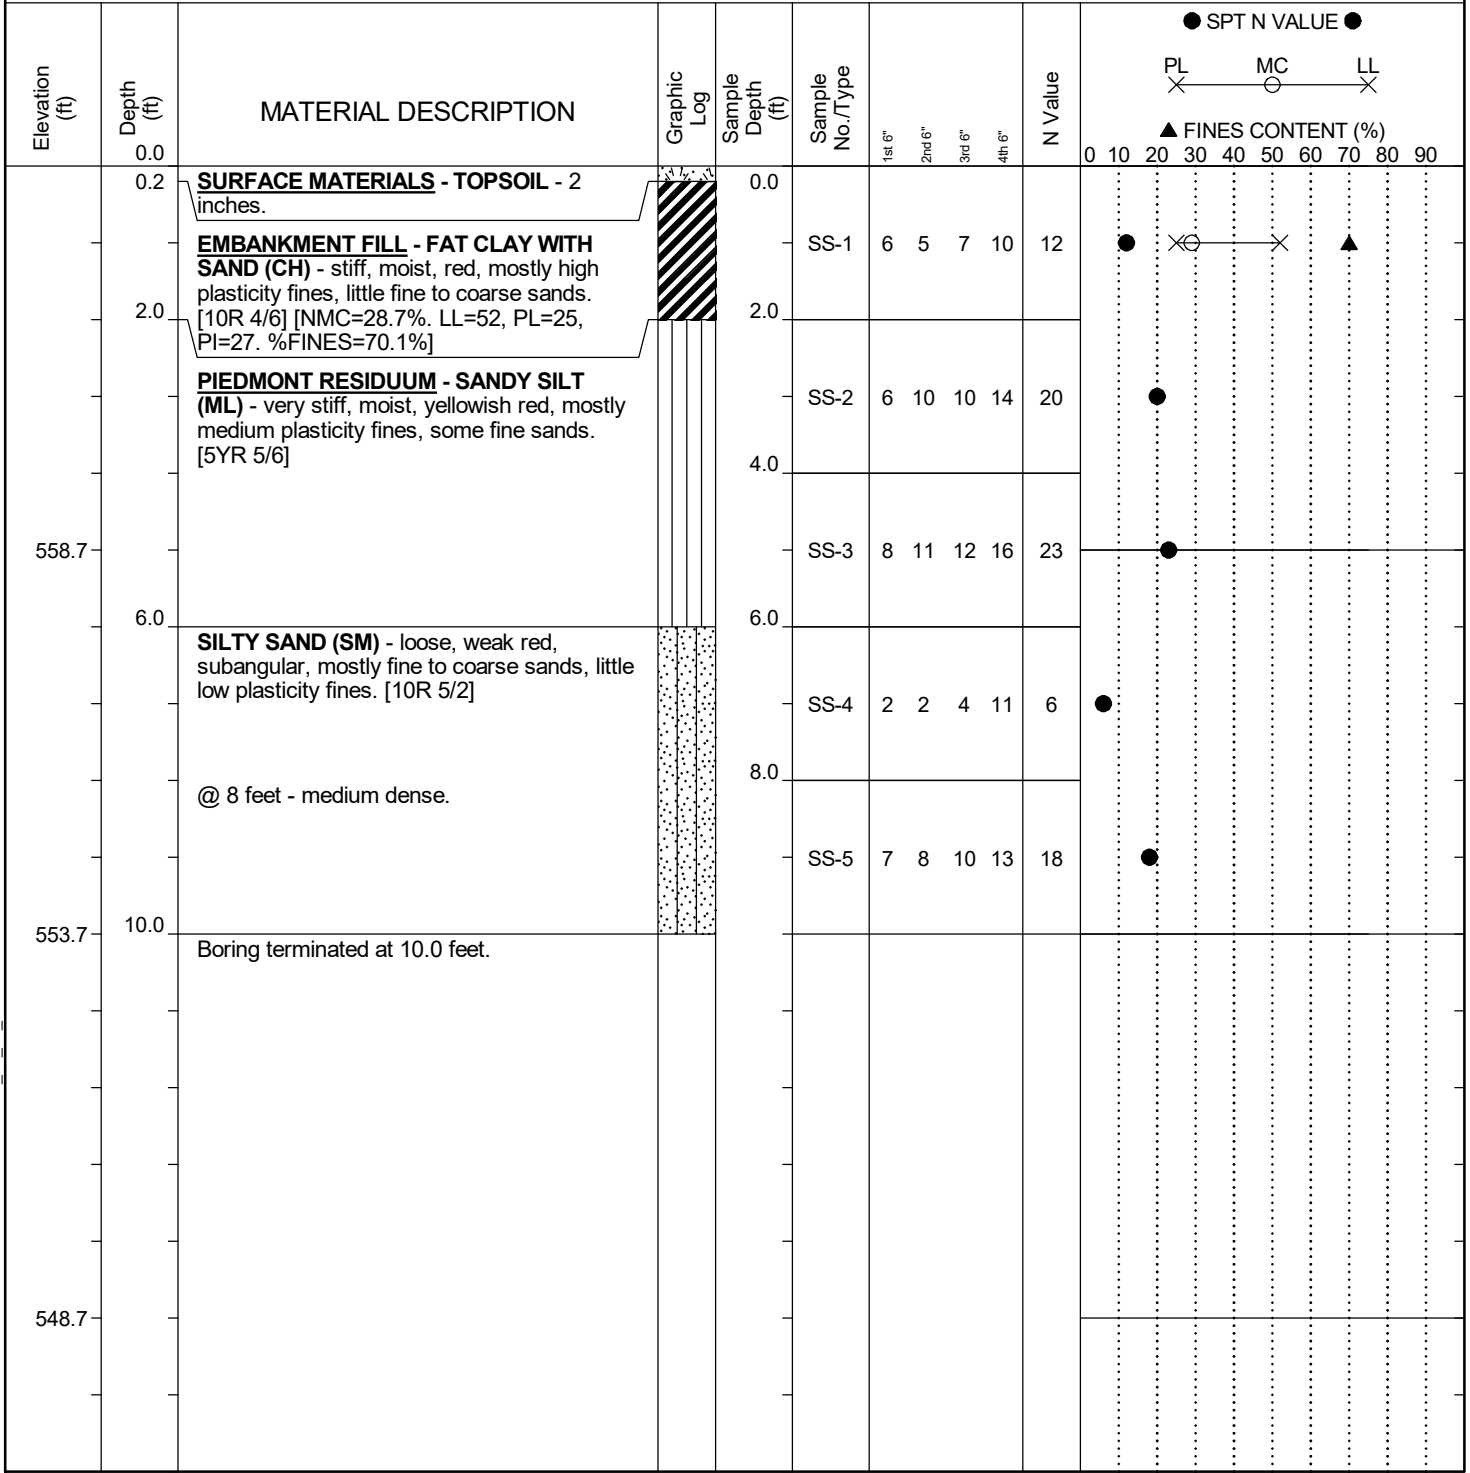 ● SPT N VALUE ●
PL MC LL
▲ FINES CONTENT (%)
Elevation (ft)
Depth (ft)
MATERIAL DESCRIPTION
Graphic Log
Sample Depth (ft)
Sample No./Type
1st 6"
2nd 6"
3rd 6"
4th 6"
N Value
0 10 20 30 40 50 60 70 80 90
0.0
0.2 SURFACE MATERIALS - TOPSOIL - 2 0.0
inches.
EMBANKMENT FILL - FAT CLAY WITH SS-1 6 5 7 10 12
SAND (CH) - stiff, moist, red, mostly high
plasticity fines, little fine to coarse sands.
2.0 [10R 4/6] [NMC=28.7%. LL=52, PL=25, 2.0
PI=27. %FINES=70.1%]
PIEDMONT RESIDUUM - SANDY SILT
(ML) - very stiff, moist, yellowish red, mostly SS-2 6 10 10 14 20
medium plasticity fines, some fine sands.
[5YR 5/6] 4.0
558.7 SS-3 8 11 12 16 23
6.0 6.0
SILTY SAND (SM) - loose, weak red,
subangular, mostly fine to coarse sands, little
low plasticity fines. [10R 5/2]
SS-4 2 2 4 11 6
8.0
@ 8 feet - medium dense.
SS-5 7 8 10 13 18
553.7 10.0
Boring terminated at 10.0 feet.
548.7